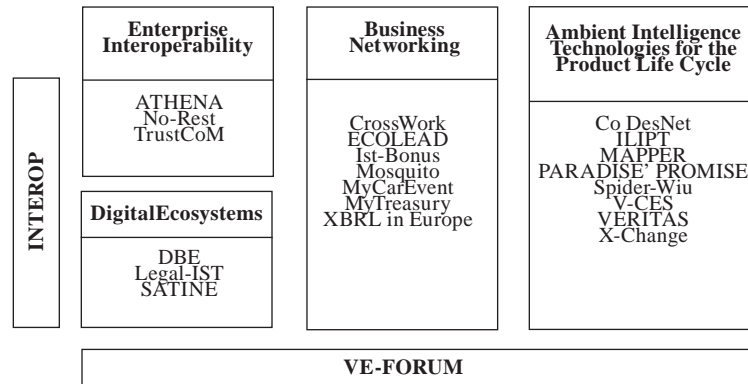 INTEROP
Enterprise
Interoperability
ATHENA
No-Rest
TrustCoM
DigitalEcosystems
DBE
Legal-IST
SATINE
Business
Networking
CrossWork
ECOLEAD
Ist-Bonus
Mosquito
MyCarEvent
MyTreasury
XBRL in Europe
Ambient Intelligence
Technologies for the
Product Life Cycle
Co DesNet
ILIPT
MAPPER
PARADISE’ PROMISE
Spider-Wiu
V-CES
VERITAS
X-Change
VE-FORUM